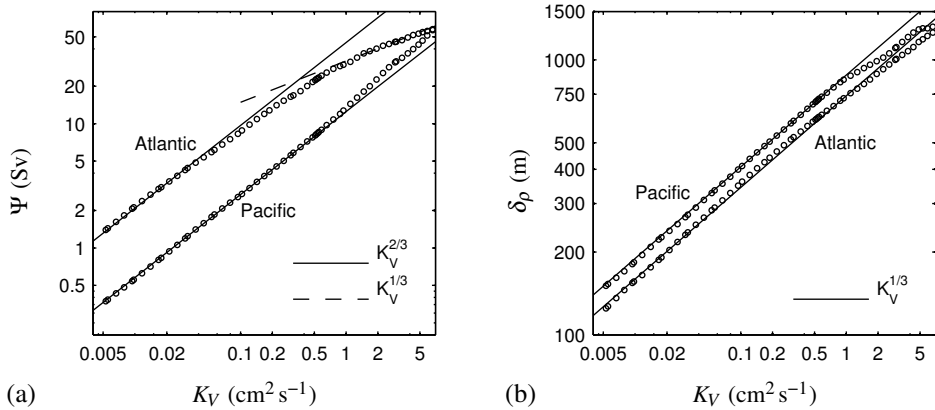 50
20
10
5
2
1
0.5
Ψ (Sv)
Atlantic
Pacific
K_V^{2/3}
K_V^{1/3}
0.005 0.02 0.1 0.2 0.5 1 2 5
(a) K_V (cm² s⁻¹)
1500
1000
750
500
400
300
200
100
δ_ρ (m)
Pacific
Atlantic
K_V^{1/3}
0.005 0.02 0.1 0.2 0.5 1 2 5
(b) K_V (cm² s⁻¹)